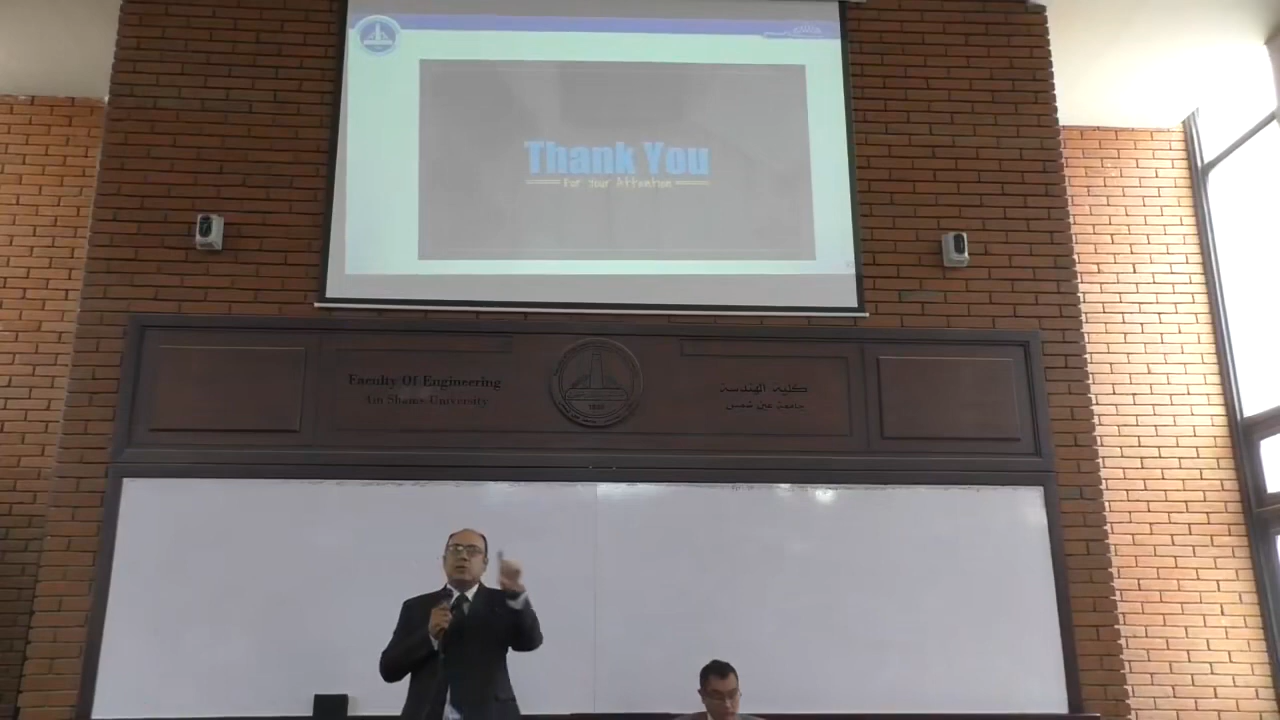 Thank You
For your Attention
Faculty Of Engineering
Ain Shams University
كلية الهندسة
جامعة عين شمس